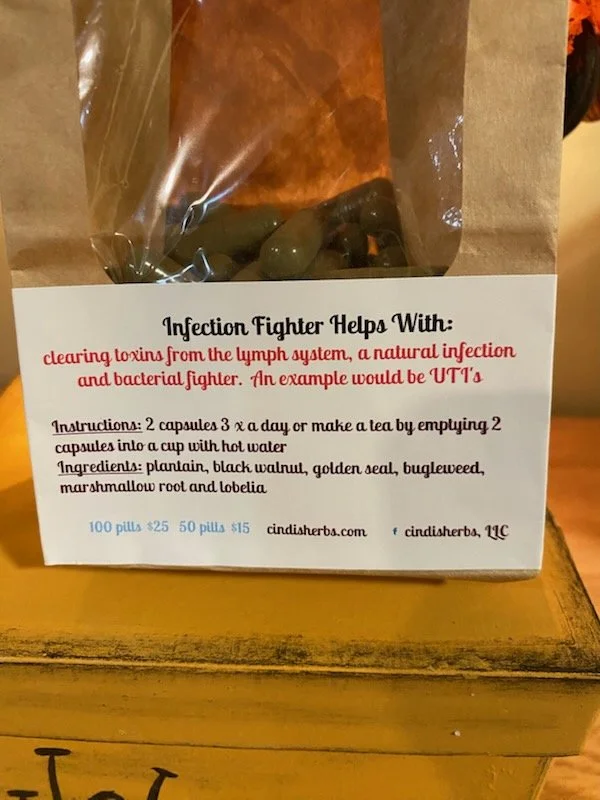 Infection Fighter Helps With:
clearing toxins from the lymph system, a natural infection
and bacterial fighter. An example would be UTI's
Instructions: 2 capsules 3 x a day or make a tea by emptying 2
capsules into a cup with hot water
Ingredients: plantain, black walnut, golden seal, bugleweed,
marshmallow root and lobelia
100 pills $25 50 pills $15 cindisherbs.com f cindisherbs, LLC